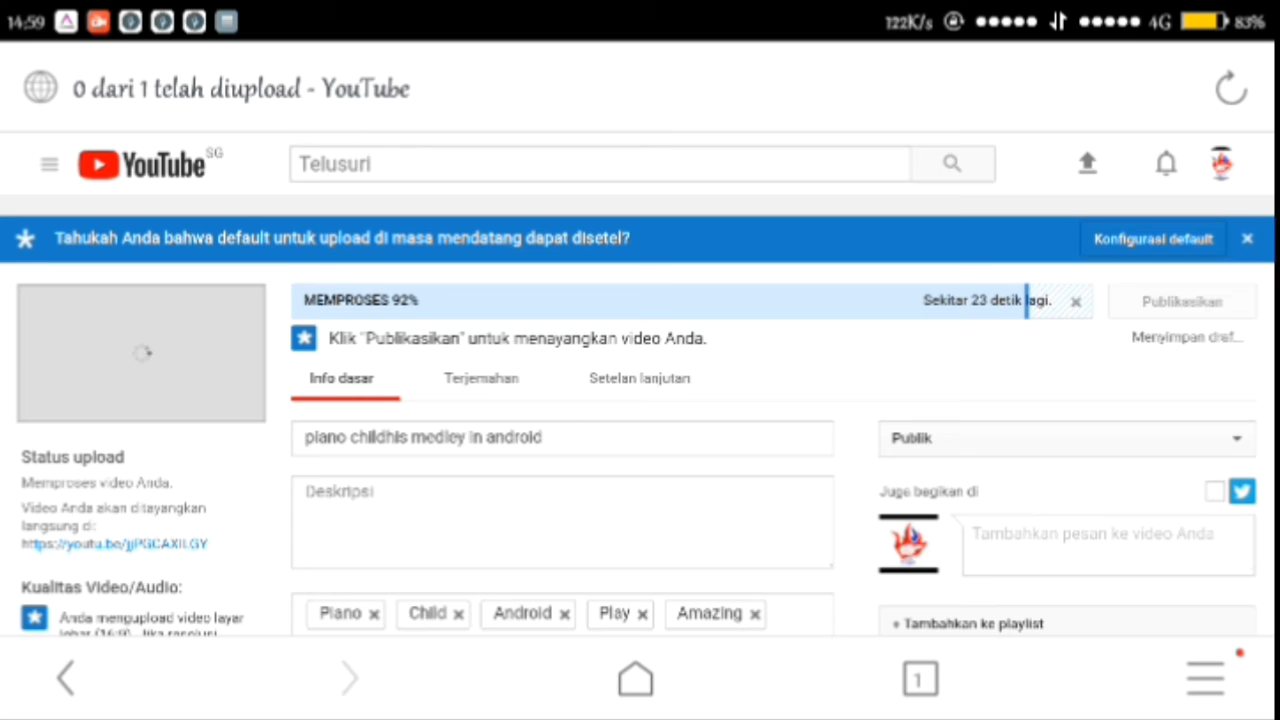 14:59
122K/s 4G 83%
0 dari 1 telah diupload - YouTube
YouTube SG
Telusuri
Tahukah Anda bahwa default untuk upload di masa mendatang dapat disetel?
Konfigurasi default
MEMPROSES 92%
Sekitar 23 detik lagi.
Publikasikan
Klik "Publikasikan" untuk menayangkan video Anda.
Menyimpan draf...
Info dasar
Terjemahan
Setelan lanjutan
piano childhis medley in android
Publik
Deskripsi
Status upload
Memproses video Anda.
Video Anda akan ditayangkan
langsung di:
Juga bagikan di
Tambahkan pesan ke video Anda
Kualitas Video/Audio:
Anda mengupload video layar
lebar (16:9). Jika resolusi
Piano
Child
Android
Play
Amazing
+ Tambahkan ke playlist
1